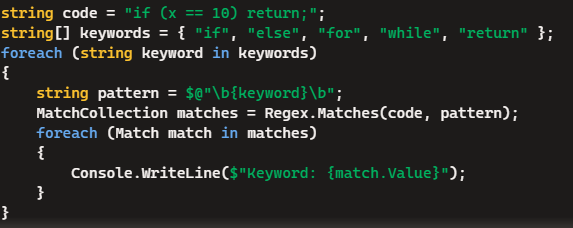 string code = "if (x == 10) return;";
string[] keywords = { "if", "else", "for", "while", "return" };
foreach (string keyword in keywords)
{
    string pattern = $@"\b{keyword}\b";
    MatchCollection matches = Regex.Matches(code, pattern);
    foreach (Match match in matches)
    {
        Console.WriteLine($"Keyword: {match.Value}");
    }
}